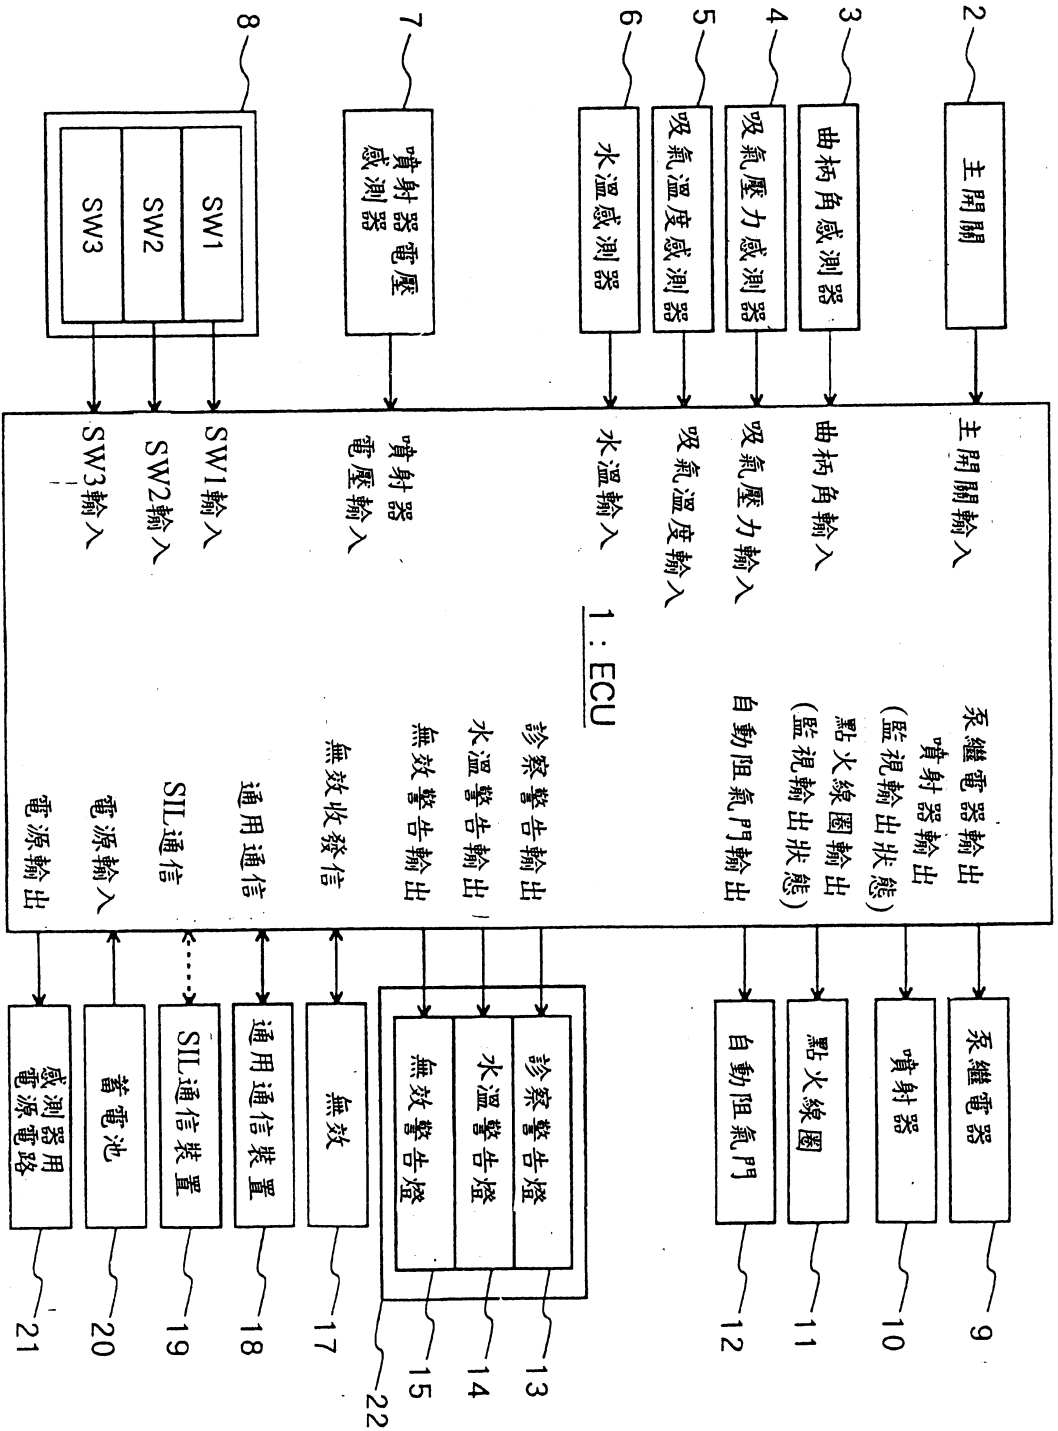 2
主開關
3
曲柄角感測器
4
吸氣壓力感測器
5
吸氣溫度感測器
6
水溫感測器
7
噴射器電壓
感測器
8
SW1
SW2
SW3
主開關輸入
曲柄角輸入
吸氣壓力輸入
吸氣溫度輸入
水溫輸入
噴射器
電壓輸入
SW1輸入
SW2輸入
SW3輸入
1：ECU
泵繼電器輸出
噴射器輸出
(監視輸出狀態)
點火線圈輸出
(監視輸出狀態)
自動阻氣門輸出
診察警告輸出
水溫警告輸出
無效警告輸出
無效收發信
通用通信
SIL通信
電源輸入
電源輸出
泵繼電器
9
噴射器
10
點火線圈
11
自動阻氣門
12
診察警告燈
13
水溫警告燈
14
無效警告燈
15
22
無效
17
通用通信裝置
18
SIL通信裝置
19
蓄電池
20
感測器用
電源電路
21